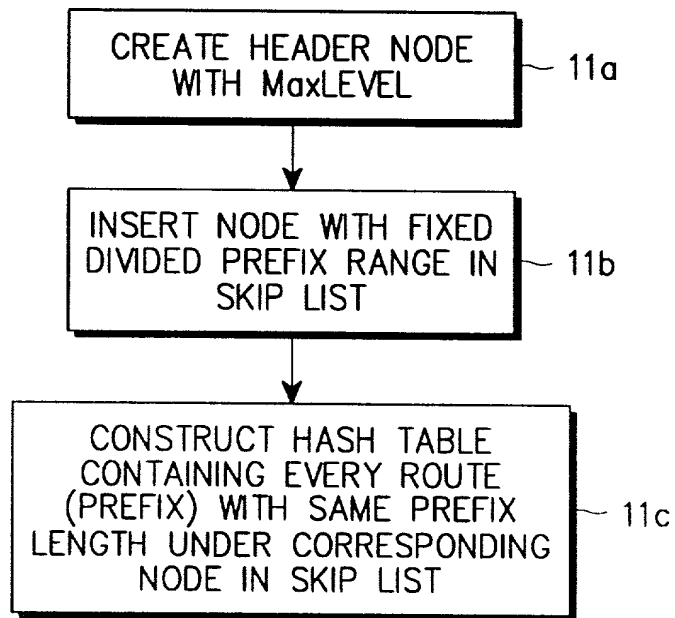 CREATE HEADER NODE
WITH MaxLEVEL
11a
INSERT NODE WITH FIXED
DIVIDED PREFIX RANGE IN
SKIP LIST
11b
CONSTRUCT HASH TABLE
CONTAINING EVERY ROUTE
(PREFIX) WITH SAME PREFIX
LENGTH UNDER CORRESPONDING
NODE IN SKIP LIST
11c